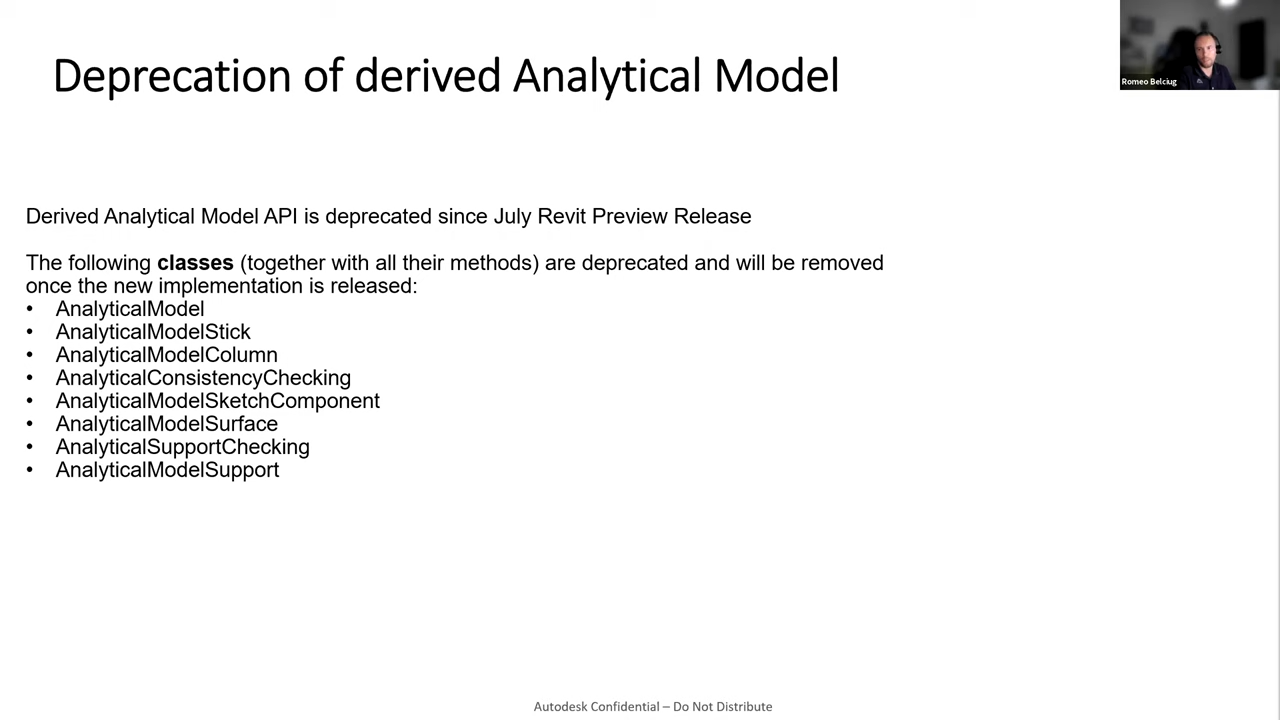 Deprecation of derived Analytical Model
Romeo Belciug
Derived Analytical Model API is deprecated since July Revit Preview Release
The following classes (together with all their methods) are deprecated and will be removed
once the new implementation is released:
• AnalyticalModel
• AnalyticalModelStick
• AnalyticalModelColumn
• AnalyticalConsistencyChecking
• AnalyticalModelSketchComponent
• AnalyticalModelSurface
• AnalyticalSupportChecking
• AnalyticalModelSupport
Autodesk Confidential – Do Not Distribute